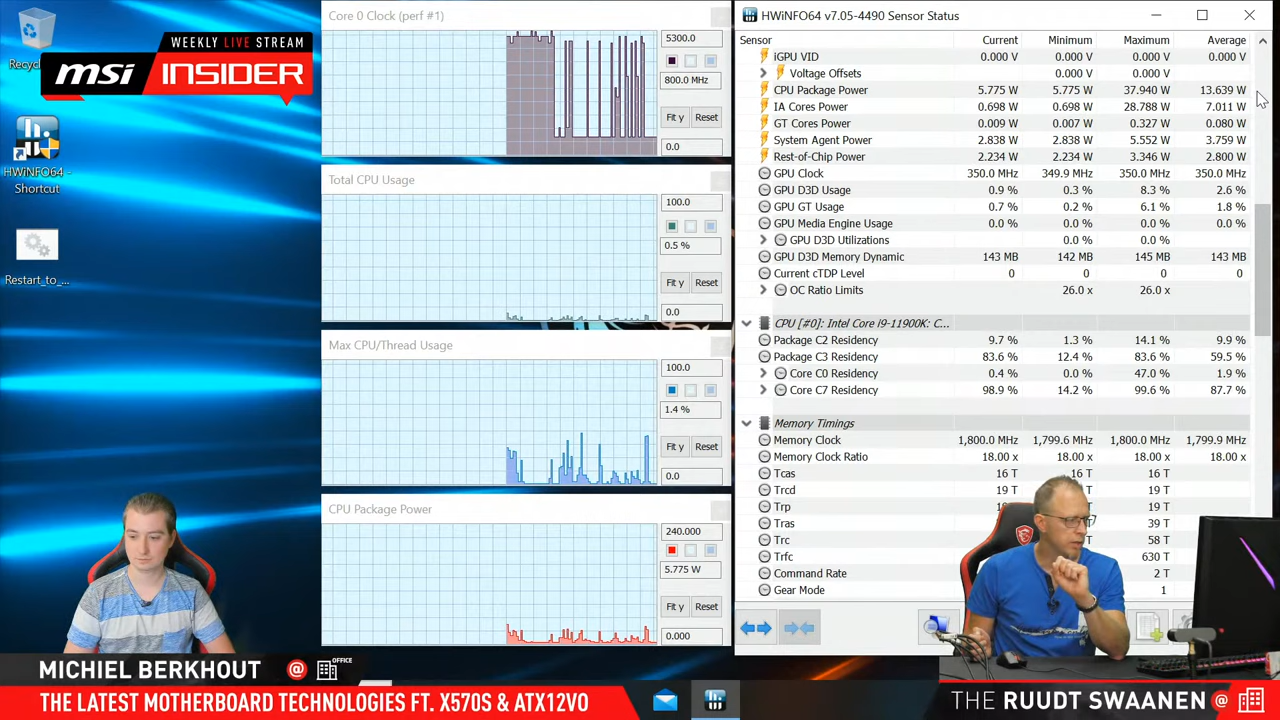 Recyc
WEEKLY LIVE STREAM
msi INSIDER
HWiNFO64 -
Shortcut
Restart_to_...
Core 0 Clock (perf #1)
5300.0
800.0 MHz
Fit y Reset
0.0
Total CPU Usage
100.0
0.5 %
Fit y Reset
0.0
Max CPU/Thread Usage
100.0
1.4 %
Fit y Reset
0.0
CPU Package Power
240.000
5.775 W
Fit y Reset
0.000
HWiNFO64 v7.05-4490 Sensor Status
Sensor Current Minimum Maximum Average
iGPU VID 0.000 V 0.000 V 0.000 V 0.000 V
Voltage Offsets 0.000 V 0.000 V
CPU Package Power 5.775 W 5.775 W 37.940 W 13.639 W
IA Cores Power 0.698 W 0.698 W 28.788 W 7.011 W
GT Cores Power 0.009 W 0.007 W 0.327 W 0.080 W
System Agent Power 2.838 W 2.838 W 5.552 W 3.759 W
Rest-of-Chip Power 2.234 W 2.234 W 3.346 W 2.800 W
GPU Clock 350.0 MHz 349.9 MHz 350.0 MHz 350.0 MHz
GPU D3D Usage 0.9 % 0.3 % 8.3 % 2.6 %
GPU GT Usage 0.7 % 0.2 % 6.1 % 1.8 %
GPU Media Engine Usage 0.0 % 0.0 % 0.0 % 0.0 %
GPU D3D Utilizations 0.0 % 0.0 %
GPU D3D Memory Dynamic 143 MB 142 MB 145 MB 143 MB
Current cTDP Level 0 0 0 0
OC Ratio Limits 26.0 x 26.0 x
CPU [#0]: Intel Core i9-11900K: C...
Package C2 Residency 9.7 % 1.3 % 14.1 % 9.9 %
Package C3 Residency 83.6 % 12.4 % 83.6 % 59.5 %
Core C0 Residency 0.4 % 0.0 % 47.0 % 1.9 %
Core C7 Residency 98.9 % 14.2 % 99.6 % 87.7 %
Memory Timings
Memory Clock 1,800.0 MHz 1,799.6 MHz 1,800.0 MHz 1,799.9 MHz
Memory Clock Ratio 18.00 x 18.00 x 18.00 x 18.00 x
Tcas 16 T 16 T 16 T
Trcd 19 T 19 T
Trp 19 T
Tras 39 T
Trc 58 T
Trfc 630 T
Command Rate 2 T
Gear Mode 1
MICHIEL BERKHOUT @ OFFICE
THE LATEST MOTHERBOARD TECHNOLOGIES FT. X570S & ATX12VO
THE RUUDT SWAANEN @